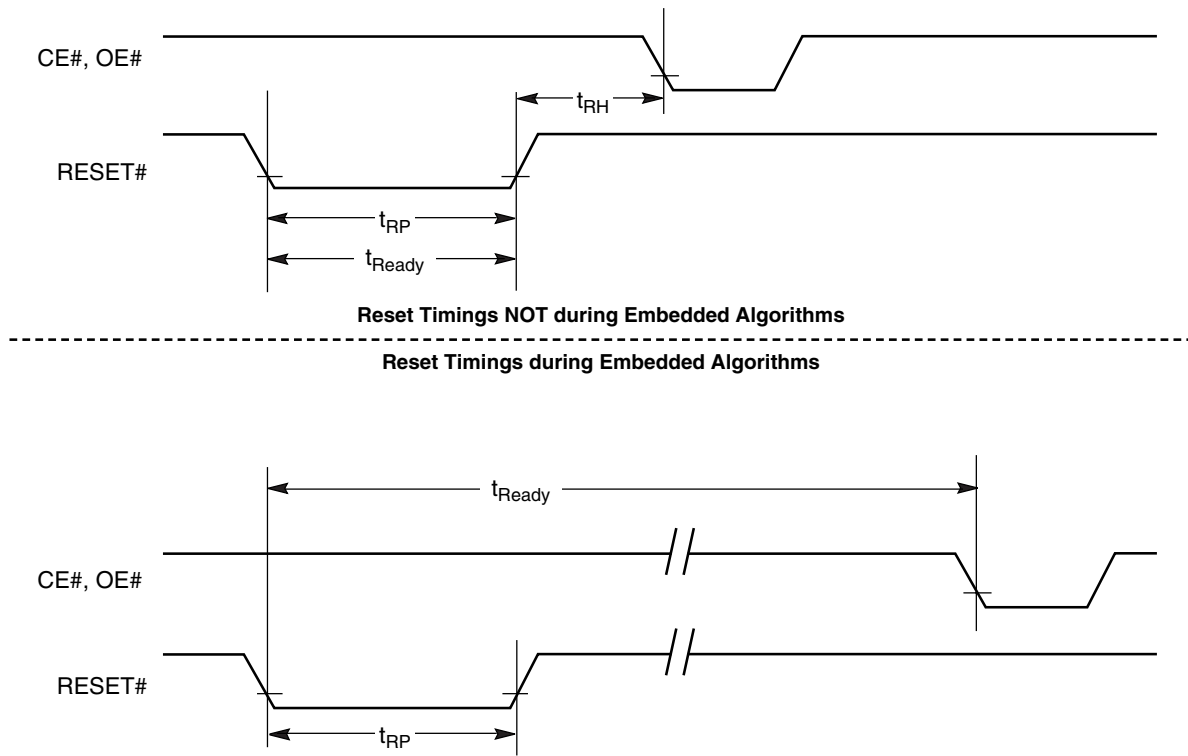 CE#, OE#
tRH
RESET#
tRP
tReady
Reset Timings NOT during Embedded Algorithms
Reset Timings during Embedded Algorithms
tReady
CE#, OE#
RESET#
tRP